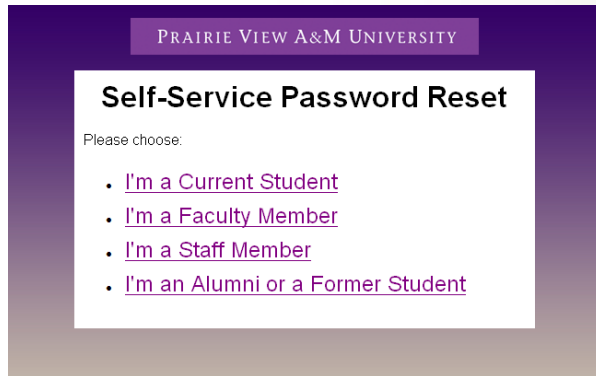 PRAIRIE VIEW A&M UNIVERSITY
Self-Service Password Reset
Please choose:
I'm a Current Student
I'm a Faculty Member
I'm a Staff Member
I'm an Alumni or a Former Student